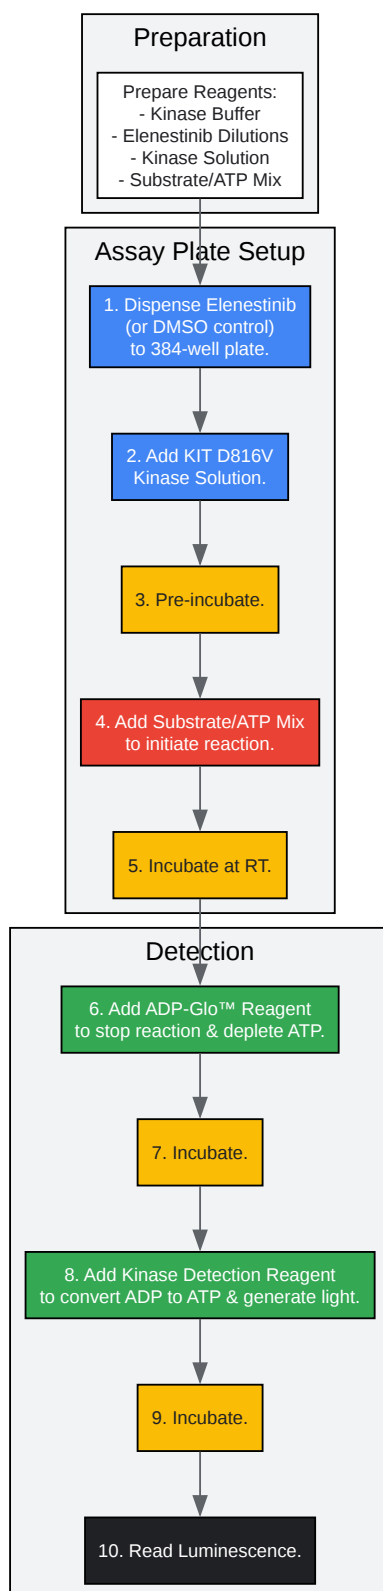 Preparation
Prepare Reagents:
- Kinase Buffer
- Elenestinib Dilutions
- Kinase Solution
- Substrate/ATP Mix
Assay Plate Setup
1. Dispense Elenestinib
(or DMSO control)
to 384-well plate.
2. Add KIT D816V
Kinase Solution.
3. Pre-incubate.
4. Add Substrate/ATP Mix
to initiate reaction.
5. Incubate at RT.
Detection
6. Add ADP-Glo™ Reagent
to stop reaction & deplete ATP.
7. Incubate.
8. Add Kinase Detection Reagent
to convert ADP to ATP & generate light.
9. Incubate.
10. Read Luminescence.